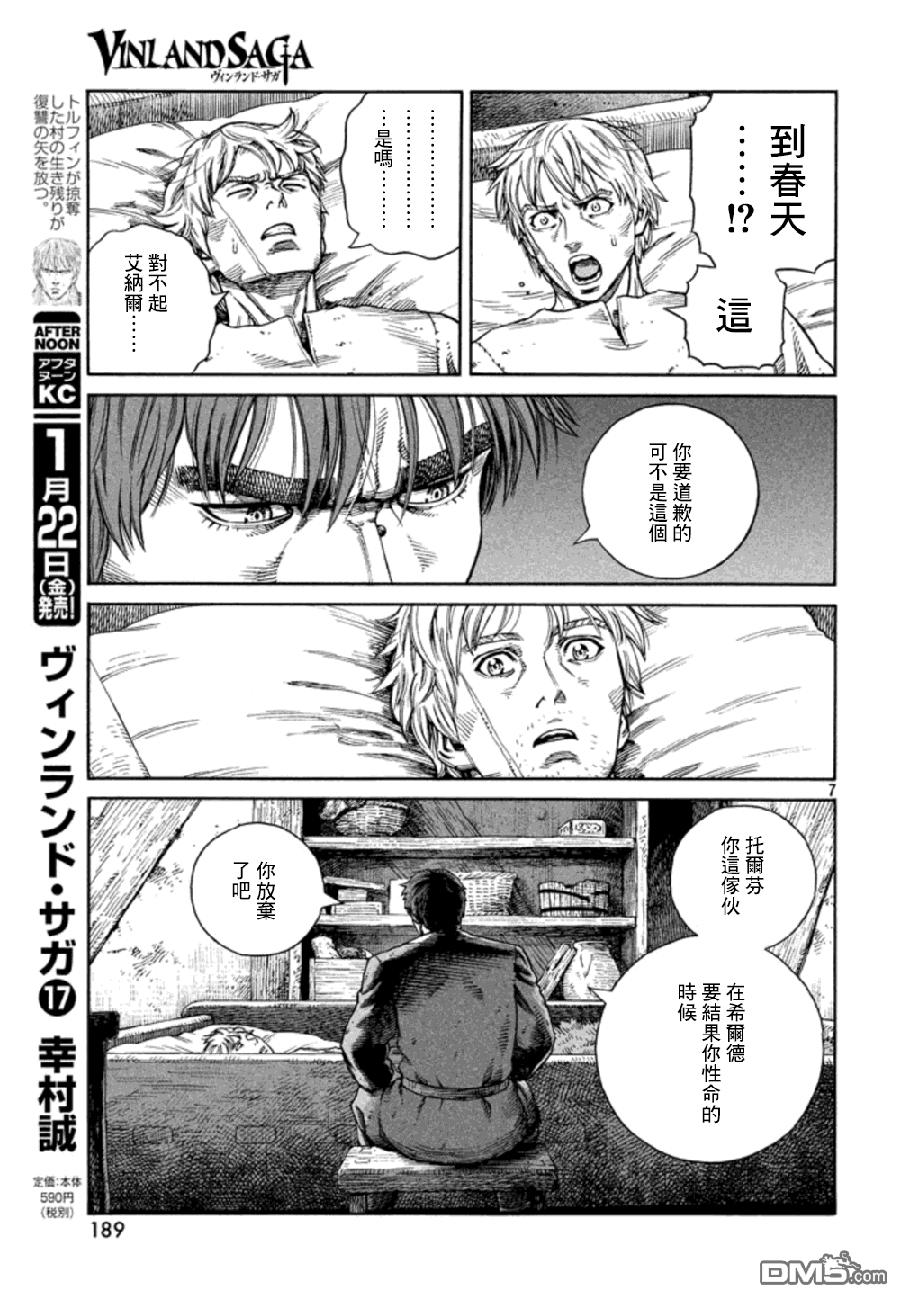 VINLAND SAGA
ヴィンランド・サガ
到春天
………!?
這
…………
…………
…是嗎…
對不起
艾納爾……
你要道歉的
可不是這個
7
托爾芬
你這傢伙
在希爾德
要結果你性命的
時候
你放棄
了吧
トルフィンが掠奪
した村の生き残りが
復讐の矢を放つ。
AFTER
NOON
アフタ
ヌーン
KC
1月22日(金)発売!
ヴィンランド・サガ⑰ 幸村誠
定価:本体
590円
(税別)
189
DM5.com